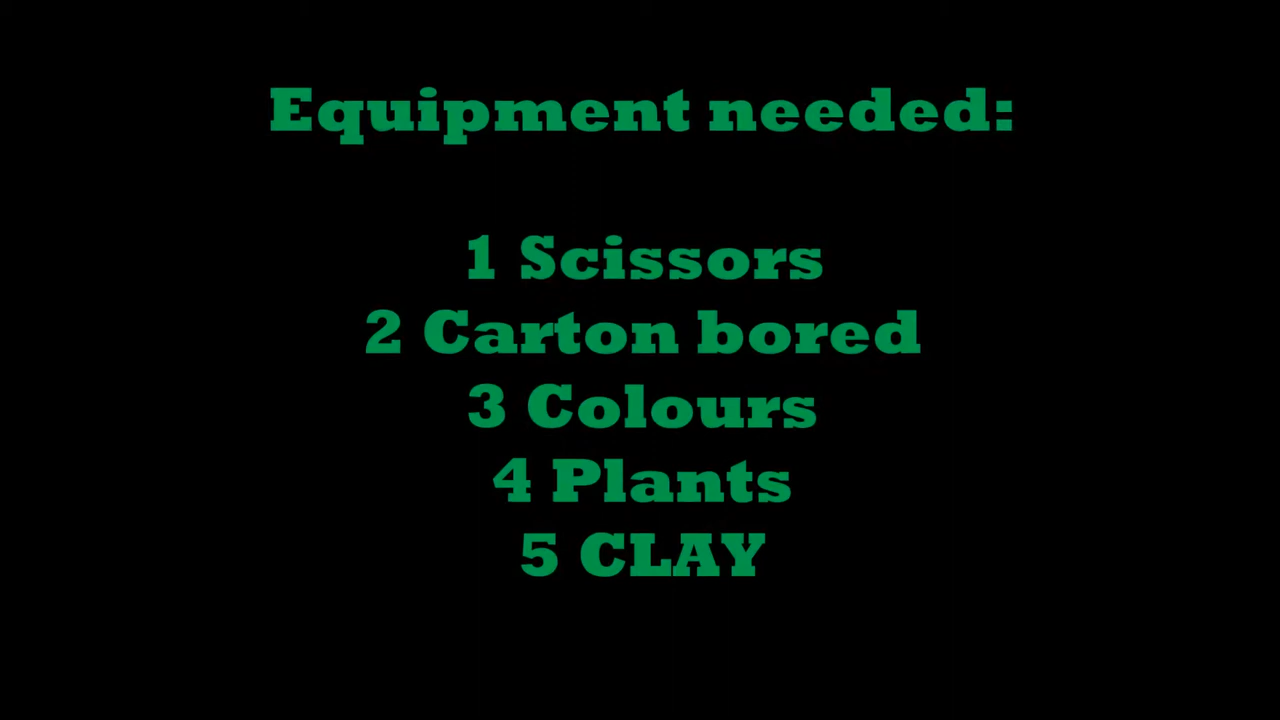 Equipment needed:
1 Scissors
2 Carton bored
3 Colours
4 Plants
5 CLAY